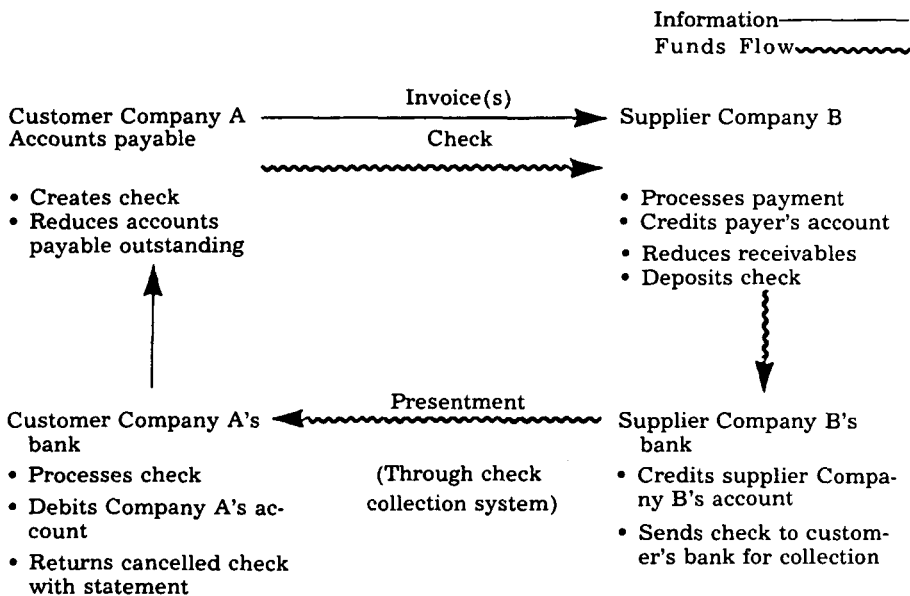 Information
Funds Flow
Customer Company A
Accounts payable
Invoice(s)
Check
Supplier Company B
• Creates check
• Reduces accounts
payable outstanding
• Processes payment
• Credits payer's account
• Reduces receivables
• Deposits check
Customer Company A's
bank
• Processes check
• Debits Company A's ac-
count
• Returns cancelled check
with statement
Presentment
(Through check
collection system)
Supplier Company B's
bank
• Credits supplier Compa-
ny B's account
• Sends check to custom-
er's bank for collection